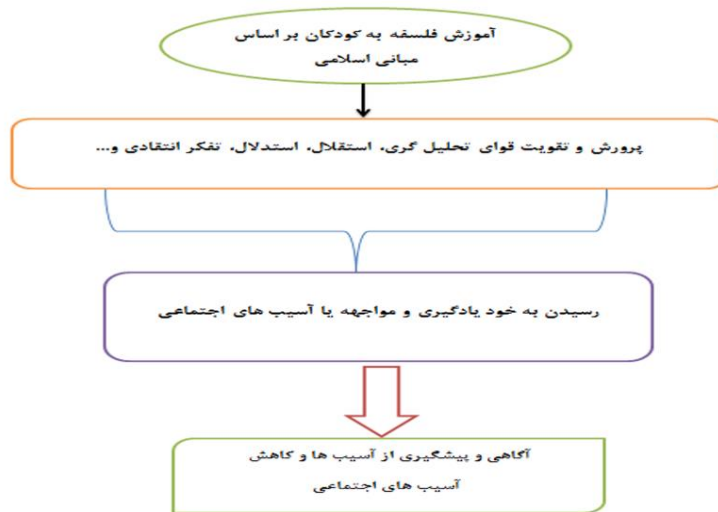 آموزش فلسفه به کودکان بر اساس
مبانی اسلامی
پرورش و تقویت قوای تحلیل گری، استقلال، استدلال، تفکر انتقادی و...
رسیدن به خود یادگیری و مواجهه با آسیب های اجتماعی
آگاهی و پیشگیری از آسیب ها و کاهش
آسیب های اجتماعی